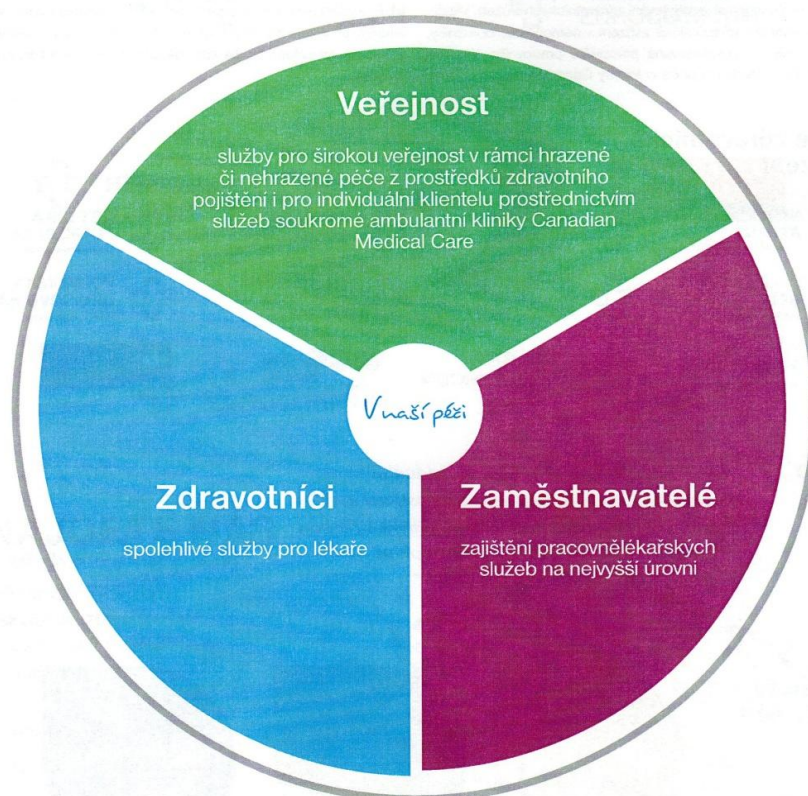 Veřejnost
služby pro širokou veřejnost v rámci hrazené
či nehrazené péče z prostředků zdravotního
pojištění i pro individuální klientelu prostřednictvím
služeb soukromé ambulantní kliniky Canadian
Medical Care
V naší péči
Zdravotníci
spolehlivé služby pro lékaře
Zaměstnavatelé
zajištění pracovnělékařských
služeb na nejvyšší úrovni